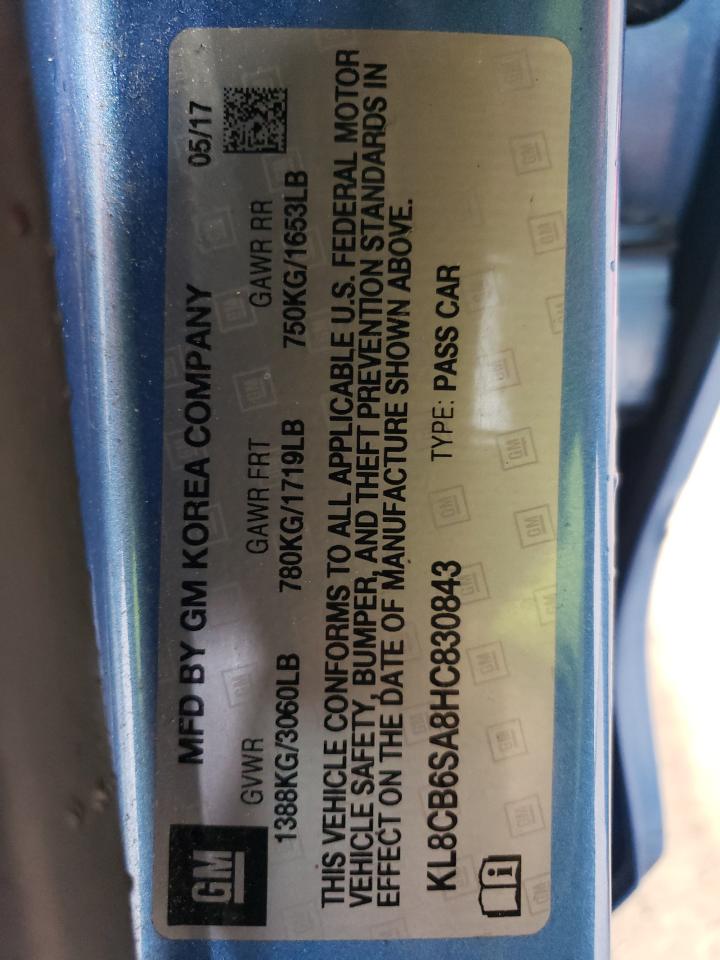 GM
MFD BY GM KOREA COMPANY
05/17
GVWR GAWR FRT GAWR RR
1388KG/3060LB 780KG/1719LB 750KG/1653LB
THIS VEHICLE CONFORMS TO ALL APPLICABLE U.S. FEDERAL MOTOR
VEHICLE SAFETY, BUMPER, AND THEFT PREVENTION STANDARDS IN
EFFECT ON THE DATE OF MANUFACTURE SHOWN ABOVE.
KL8CB6SA8HC830843 TYPE: PASS CAR